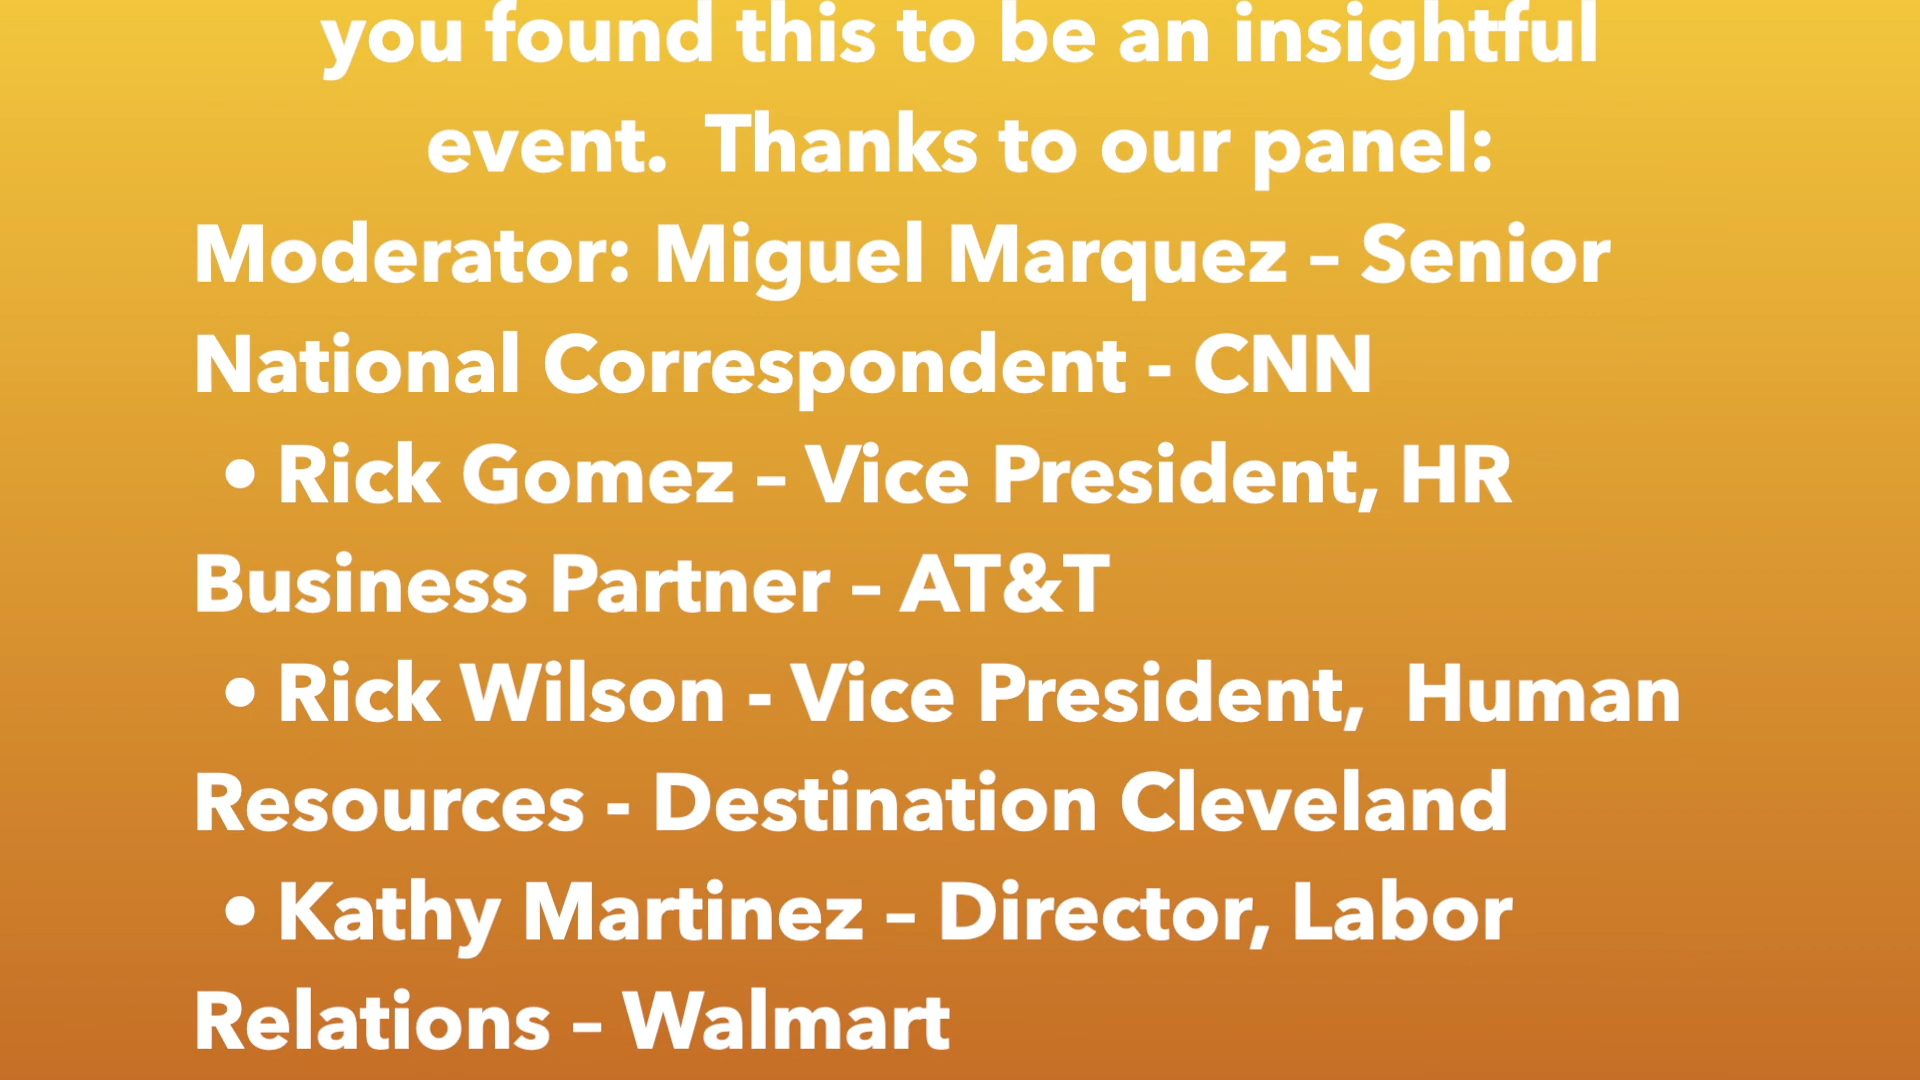 you found this to be an insightful
event.  Thanks to our panel:
Moderator: Miguel Marquez – Senior
National Correspondent - CNN
• Rick Gomez – Vice President, HR
Business Partner – AT&T
• Rick Wilson - Vice President,  Human
Resources - Destination Cleveland
• Kathy Martinez – Director, Labor
Relations – Walmart